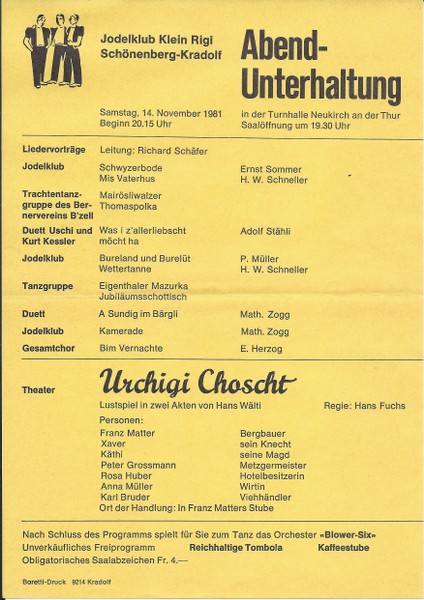 Jodelklub Klein Rigi
Schönenberg-Kradolf
Abend-
Unterhaltung
Samstag, 14. November 1981
Beginn 20.15 Uhr
in der Turnhalle Neukirch an der Thur
Saalöffnung um 19.30 Uhr
Liedervorträge Leitung: Richard Schäfer
Jodelklub Schwyzerbode Ernst Sommer
Mis Vaterhus H. W. Schneller
Trachtentanz- Mairösliwalzer
gruppe des Ber- Thomaspolka
nervereins B'zell
Duett Uschi und Was i z'allerliebscht Adolf Stähli
Kurt Kessler möcht ha
Jodelklub Bureland und Burelüt P. Müller
Wettertanne H. W. Schneller
Tanzgruppe Eigenthaler Mazurka
Jubiläumsschottisch
Duett A Sundig im Bärgli Math. Zogg
Jodelklub Kamerade Math. Zogg
Gesamtchor Bim Vernachte E. Herzog
Theater Urchigi Choscht
Lustspiel in zwei Akten von Hans Wälti Regie: Hans Fuchs
Personen:
Franz Matter Bergbauer
Xaver sein Knecht
Käthi seine Magd
Peter Grossmann Metzgermeister
Rosa Huber Hotelbesitzerin
Anna Müller Wirtin
Karl Bruder Viehhändler
Ort der Handlung: In Franz Matters Stube
Nach Schluss des Programms spielt für Sie zum Tanz das Orchester «Blower-Six»
Unverkäufliches Freiprogramm Reichhaltige Tombola Kaffeestube
Obligatorisches Saalabzeichen Fr. 4.—
Boretti-Druck 9214 Kradolf